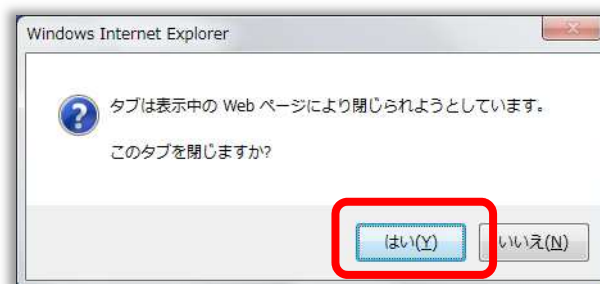 Windows Internet Explorer
タブは表示中の Web ページにより閉じられようとしています。
このタブを閉じますか?
はい(Y) いいえ(N)